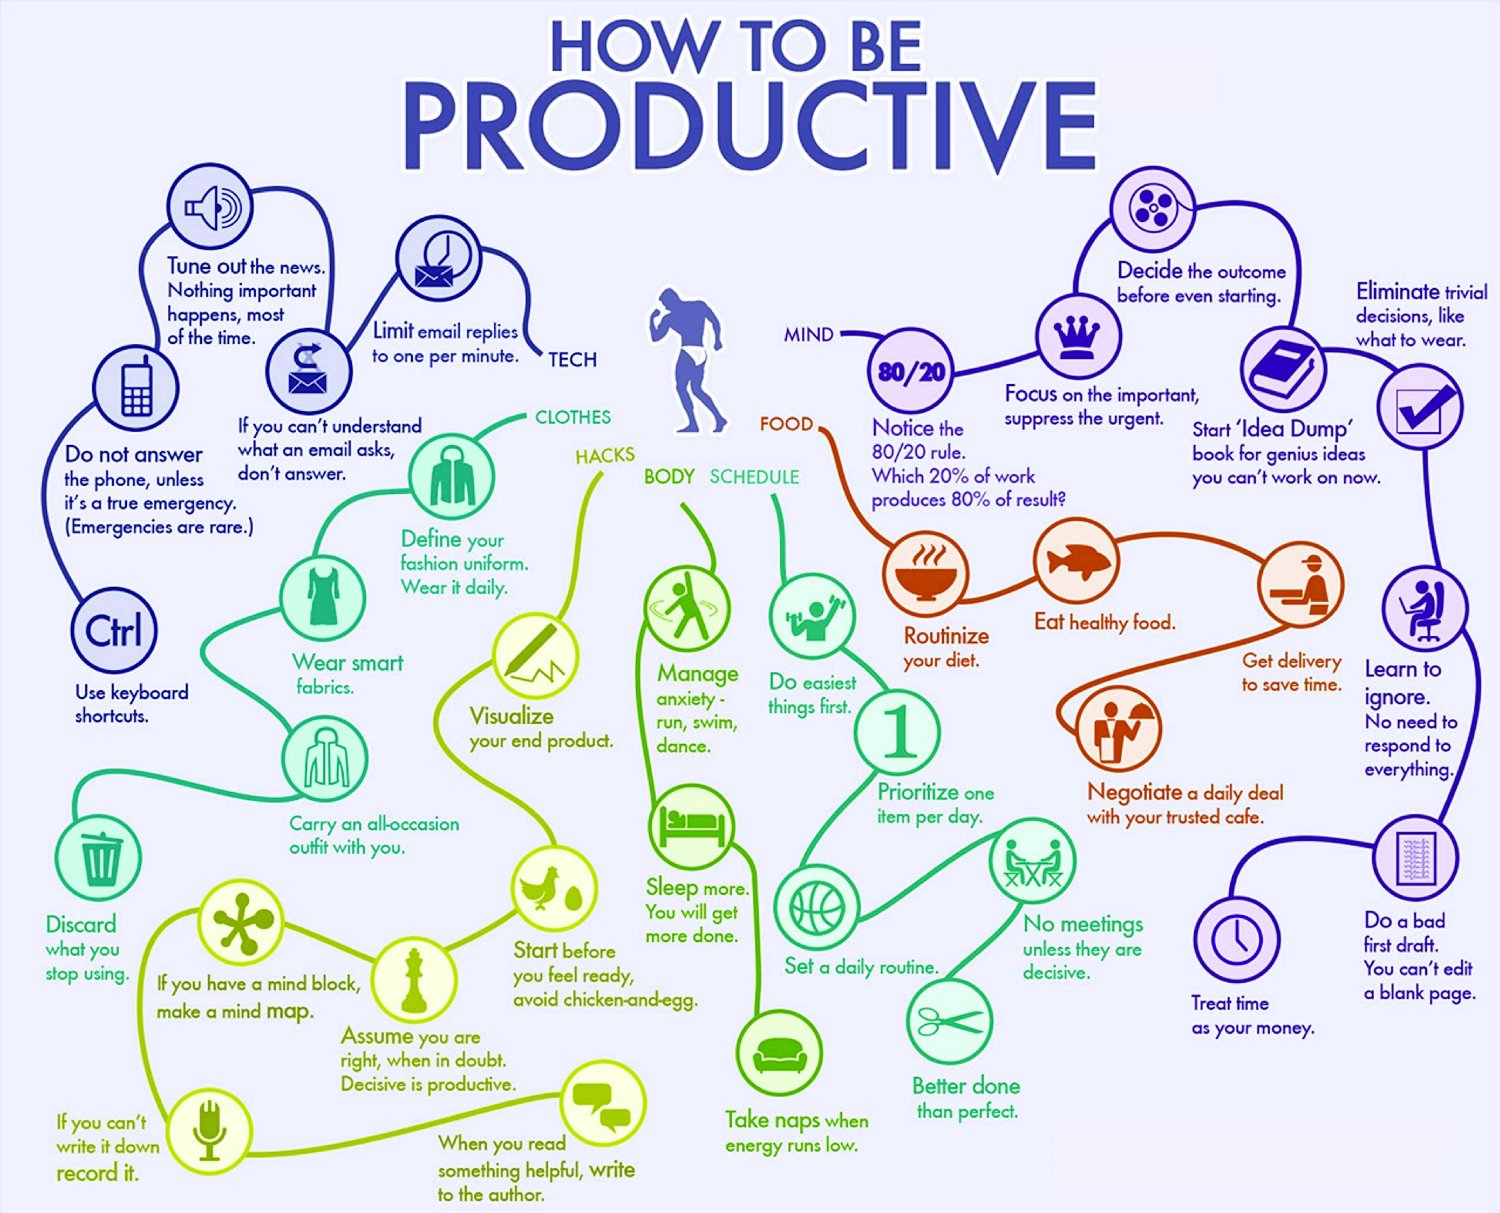 HOW TO BE
PRODUCTIVE
TECH
Limit email replies
to one per minute.
If you can't understand
what an email asks,
don't answer.
Tune out the news.
Nothing important
happens, most
of the time.
Do not answer
the phone, unless
it's a true emergency.
(Emergencies are rare.)
Ctrl
Use keyboard
shortcuts.
CLOTHES
Define your
fashion uniform.
Wear it daily.
Wear smart
fabrics.
Carry an all-occasion
outfit with you.
Discard
what you
stop using.
HACKS
Visualize
your end product.
Start before
you feel ready,
avoid chicken-and-egg.
Assume you are
right, when in doubt.
Decisive is productive.
If you have a mind block,
make a mind map.
If you can't
write it down
record it.
When you read
something helpful, write
to the author.
BODY
Manage
anxiety -
run, swim,
dance.
Sleep more.
You will get
more done.
Take naps when
energy runs low.
SCHEDULE
Do easiest
things first.
1
Prioritize one
item per day.
Set a daily routine.
No meetings
unless they are
decisive.
Better done
than perfect.
FOOD
Routinize
your diet.
Eat healthy food.
Get delivery
to save time.
Negotiate a daily deal
with your trusted cafe.
MIND
80/20
Notice the
80/20 rule.
Which 20% of work
produces 80% of result?
Focus on the important,
suppress the urgent.
Decide the outcome
before even starting.
Start 'Idea Dump'
book for genius ideas
you can't work on now.
Eliminate trivial
decisions, like
what to wear.
Learn to
ignore.
No need to
respond to
everything.
Do a bad
first draft.
You can't edit
a blank page.
Treat time
as your money.